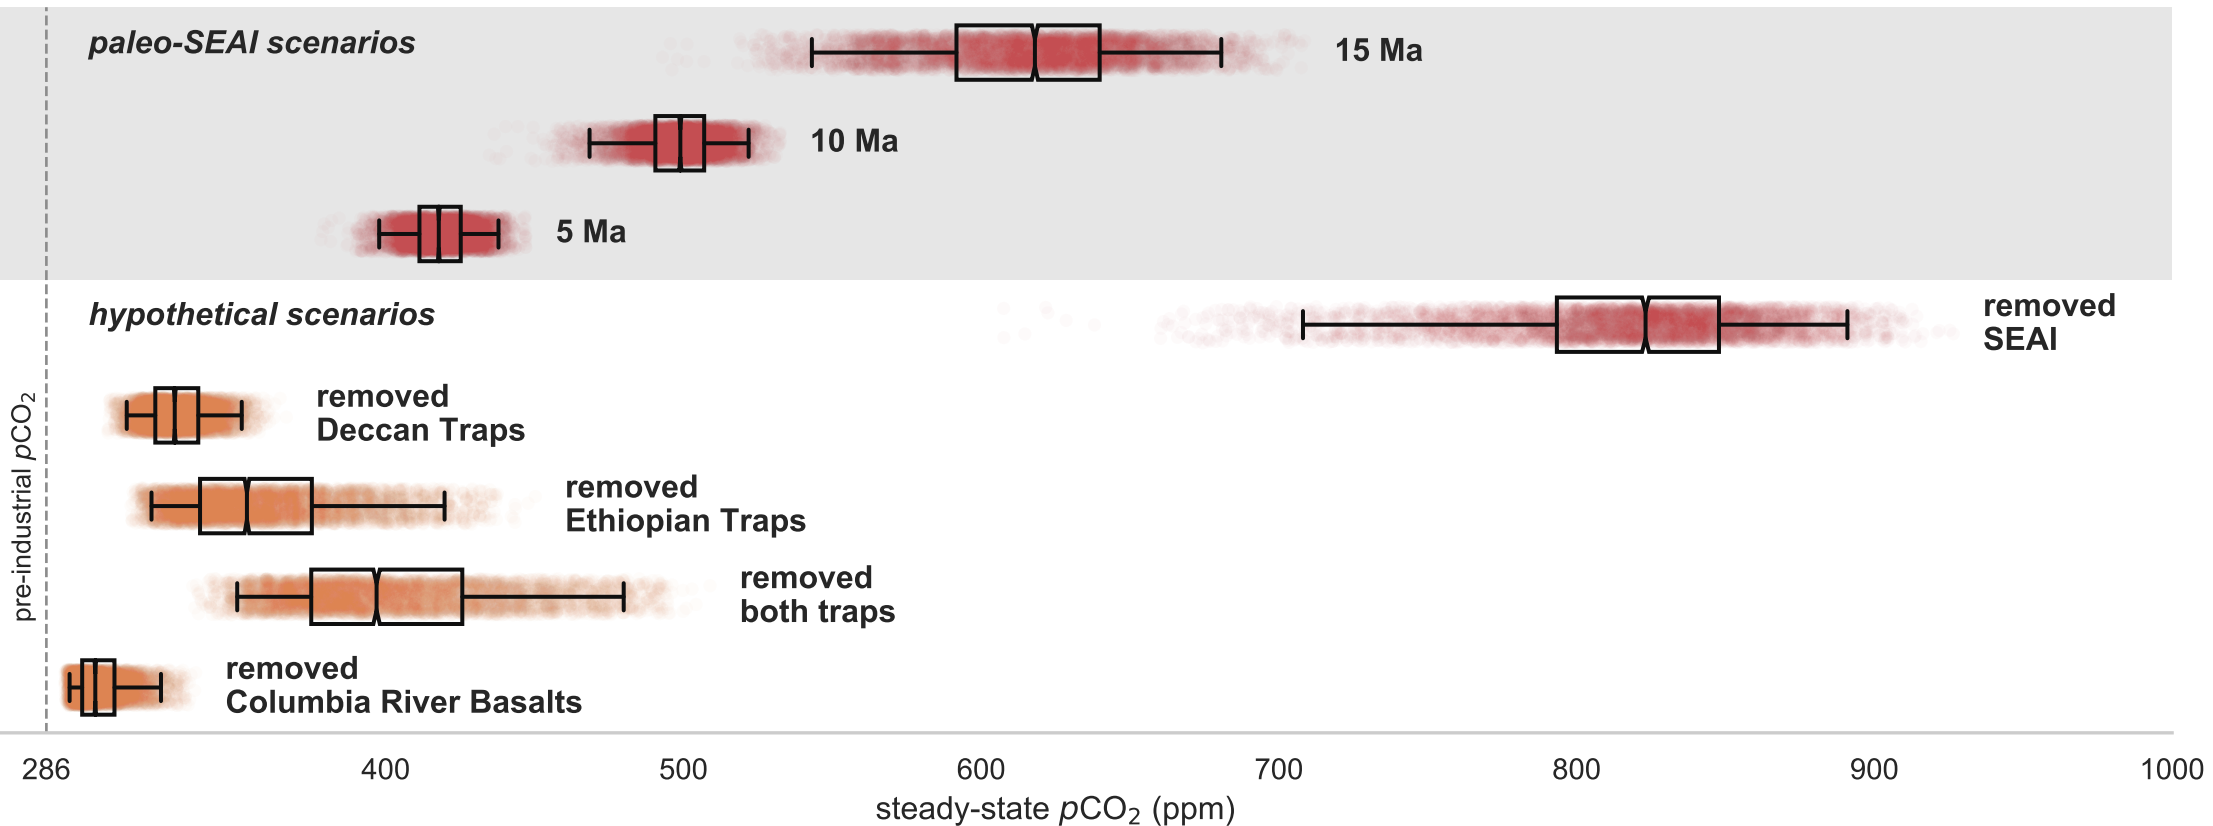 paleo-SEAI scenarios
15 Ma
10 Ma
5 Ma
hypothetical scenarios
removed
SEAI
removed
Deccan Traps
removed
Ethiopian Traps
removed
both traps
removed
Columbia River Basalts
pre-industrial pCO₂
286 400 500 600 700 800 900 1000
steady-state pCO₂ (ppm)